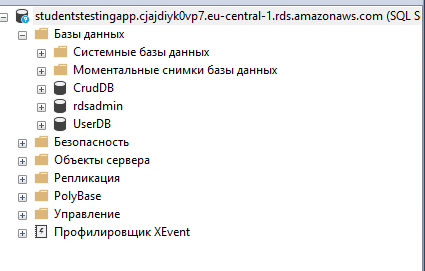 studentstestingapp.cjajdiyk0vp7.eu-central-1.rds.amazonaws.com (SQL S
Базы данных
Системные базы данных
Моментальные снимки базы данных
CrudDB
rdsadmin
UserDB
Безопасность
Объекты сервера
Репликация
PolyBase
Управление
Профилировщик XEvent